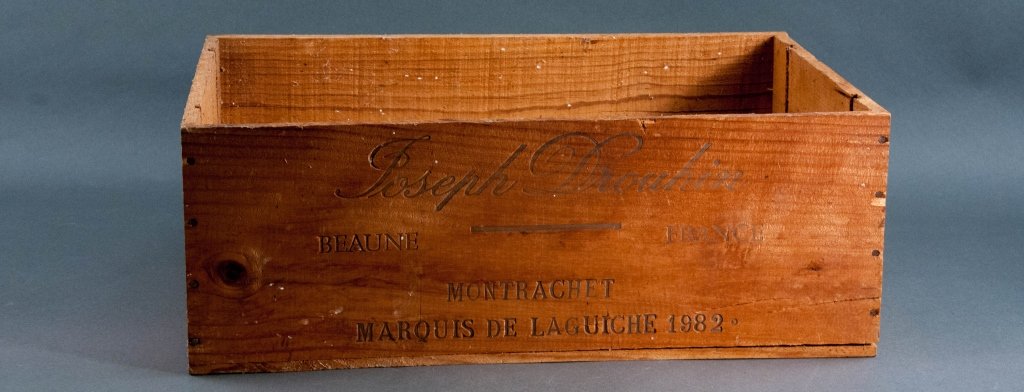 Joseph Drouhin
BEAUNE FRANCE
MONTRACHET
MARQUIS DE LAGUICHE 1982